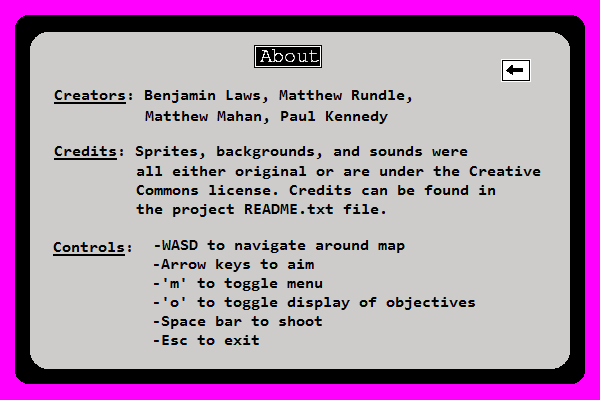 About
Creators: Benjamin Laws, Matthew Rundle,
Matthew Mahan, Paul Kennedy
Credits: Sprites, backgrounds, and sounds were
all either original or are under the Creative
Commons license. Credits can be found in
the project README.txt file.
Controls: -WASD to navigate around map
-Arrow keys to aim
-'m' to toggle menu
-'o' to toggle display of objectives
-Space bar to shoot
-Esc to exit